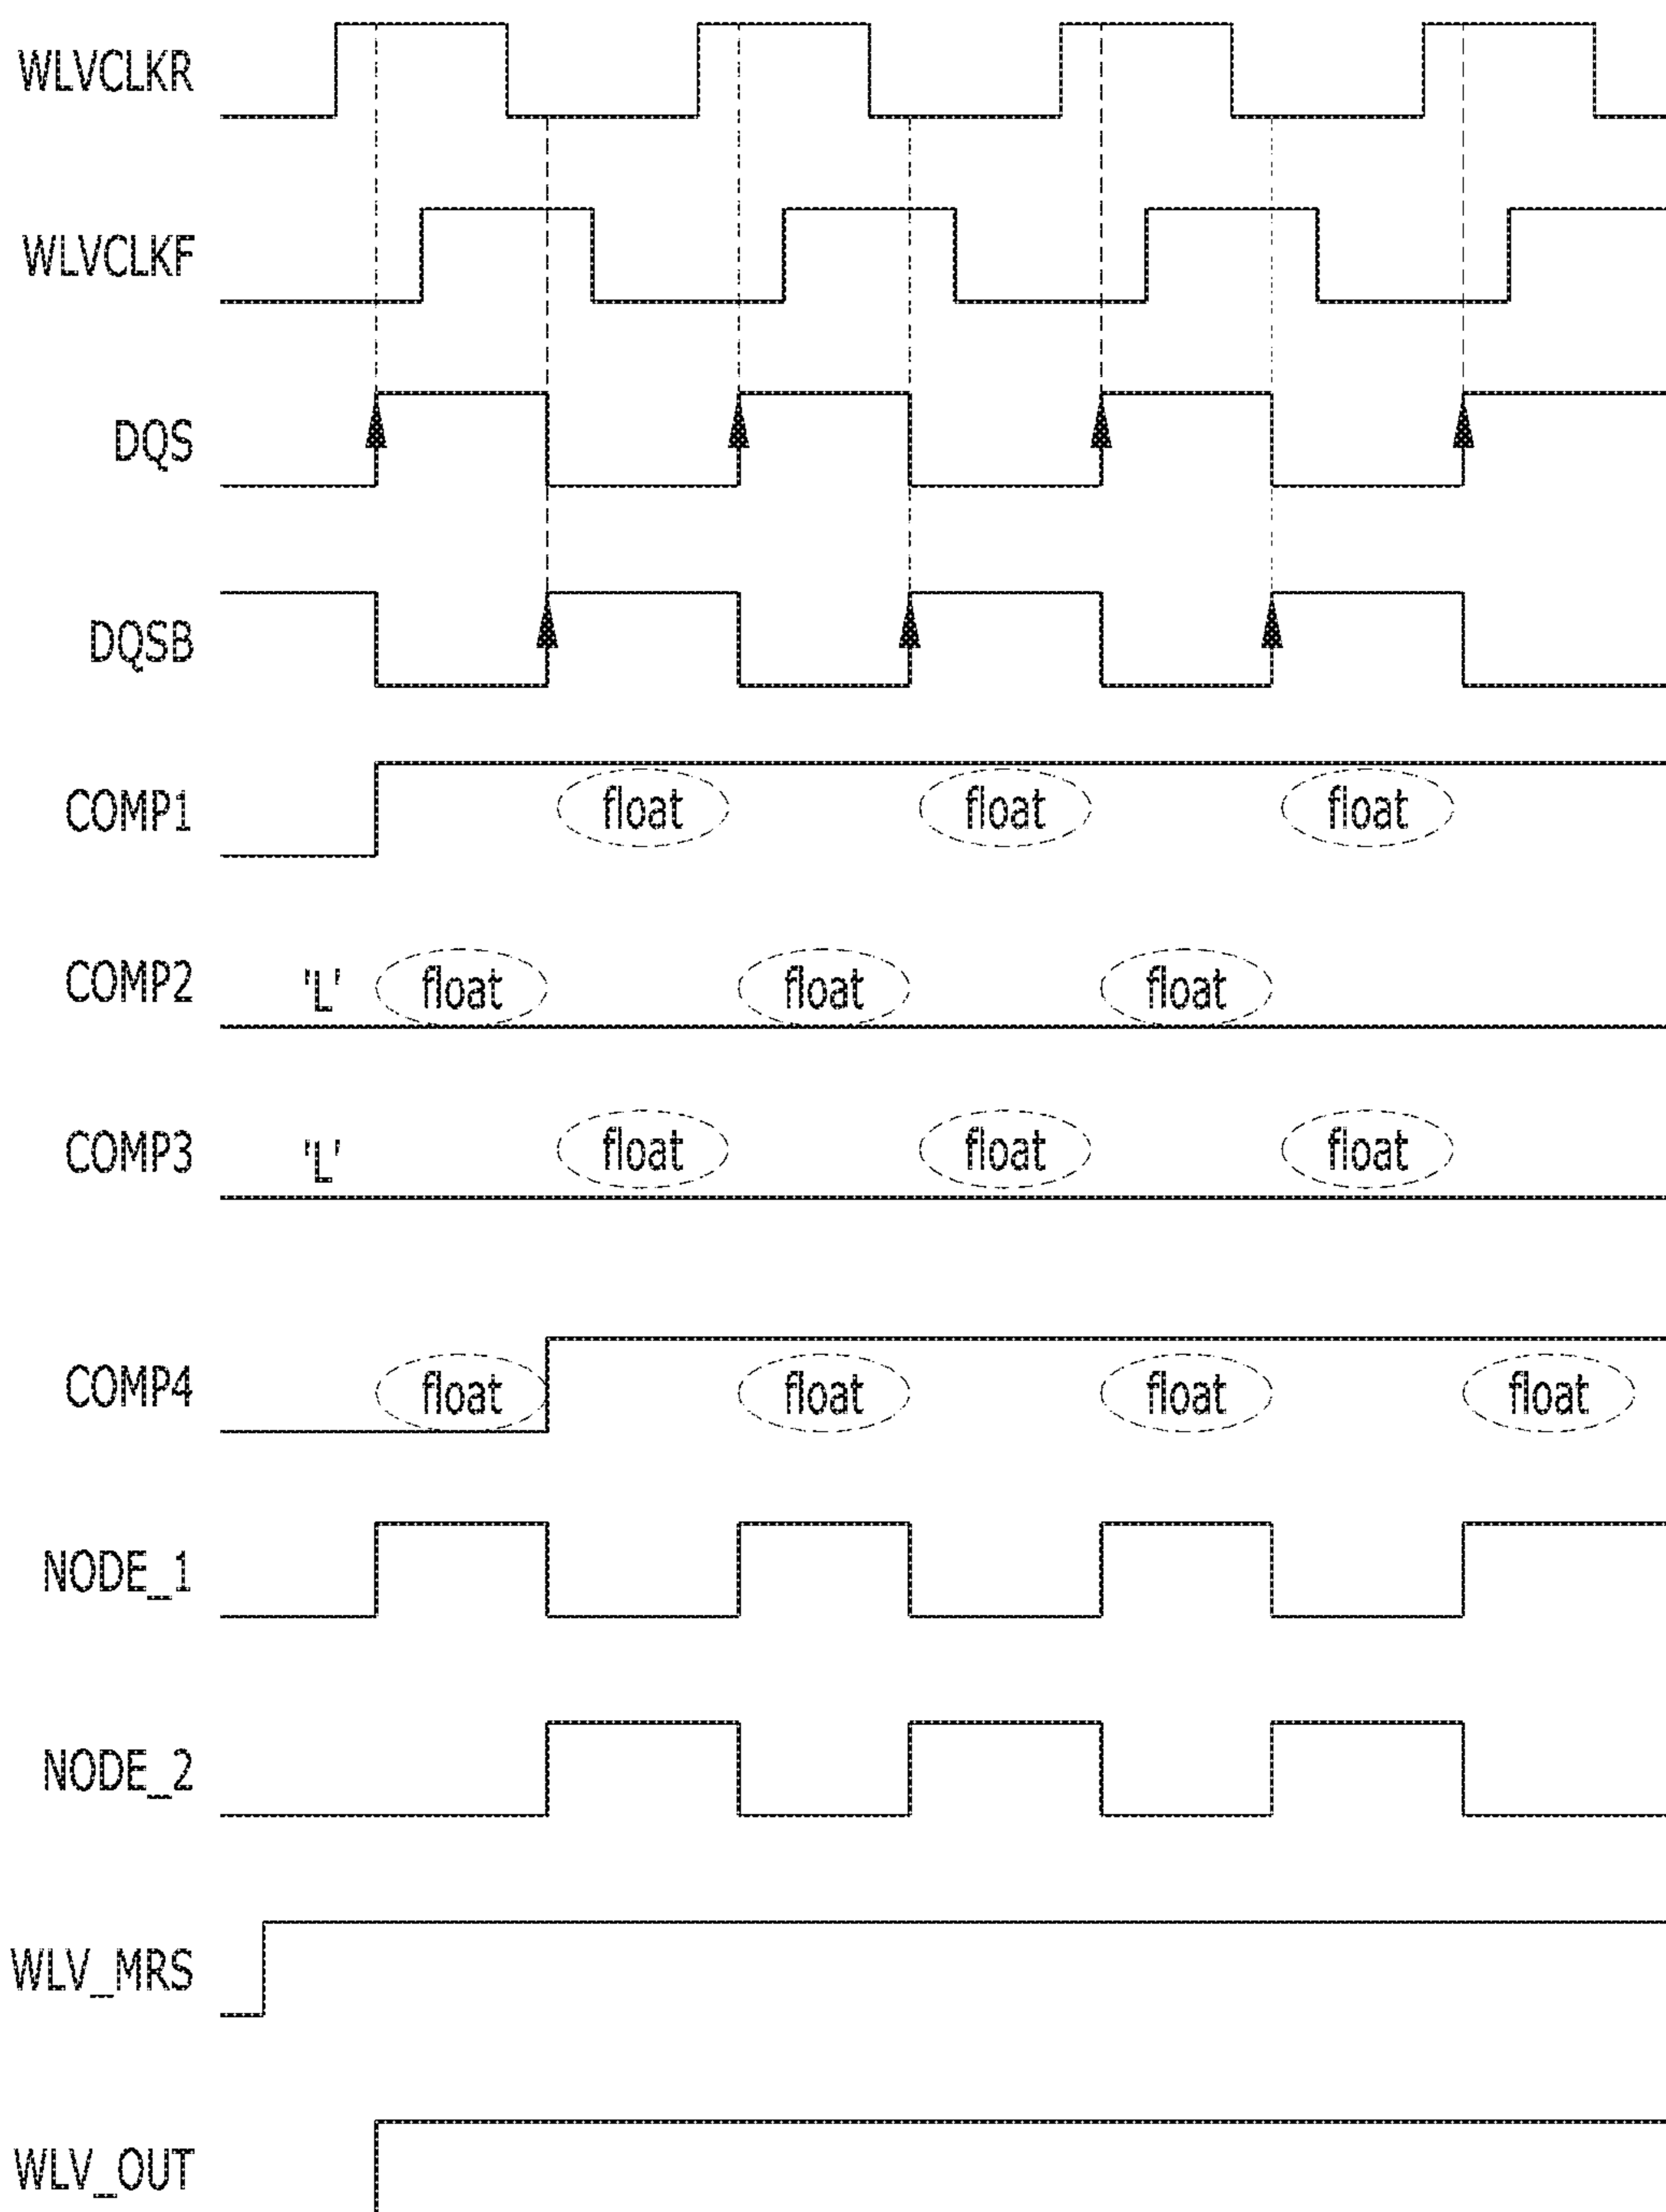 WLVCLKR
WLVCLKF
DQS
DQSB
COMP1 float float float
COMP2 'L' float float float
COMP3 'L' float float float
COMP4 float float float float
NODE_1
NODE_2
WLV_MRS
WLV_OUT